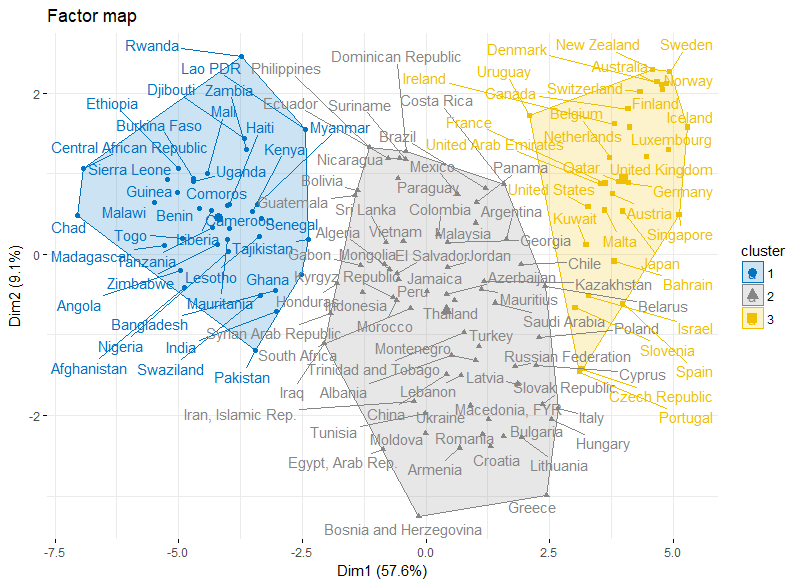 Factor map
Rwanda
Lao PDR
Philippines
Dominican Republic
Denmark
New Zealand
Sweden
Djibouti
Zambia
Ireland
Uruguay
Australia
Norway
Ethiopia
Mali
Ecuador
Suriname
Costa Rica
Canada
Switzerland
Finland
Burkina Faso
Haiti
Myanmar
Brazil
France
Belgium
Iceland
Central African Republic
Kenya
Nicaragua
Mexico
United Arab Emirates
Netherlands
Luxembourg
Sierra Leone
Uganda
Bolivia
Paraguay
Panama
Qatar
United Kingdom
Guinea
Comoros
Guatemala
United States
Germany
Malawi
Benin
Cameroon
Senegal
Sri Lanka
Colombia
Argentina
Kuwait
Austria
Chad
Togo
Liberia
Tajikistan
Algeria
Vietnam
Malaysia
Georgia
Malta
Singapore
Madagascar
Tanzania
Gabon
Mongolia
El Salvador
Jordan
Chile
Japan
Zimbabwe
Lesotho
Ghana
Kyrgyz Republic
Jamaica
Azerbaijan
Kazakhstan
Bahrain
Angola
Mauritania
Honduras
Indonesia
Peru
Mauritius
Belarus
Bangladesh
Syrian Arab Republic
Morocco
Thailand
Saudi Arabia
Poland
Israel
Nigeria
India
South Africa
Montenegro
Turkey
Russian Federation
Slovenia
Afghanistan
Swaziland
Pakistan
Trinidad and Tobago
Latvia
Cyprus
Spain
Iraq
Albania
Lebanon
Slovak Republic
Czech Republic
Iran, Islamic Rep.
China
Ukraine
Macedonia, FYR
Italy
Portugal
Tunisia
Moldova
Romania
Bulgaria
Hungary
Egypt, Arab Rep.
Armenia
Croatia
Lithuania
Bosnia and Herzegovina
Greece
2
0
-2
Dim2 (9.1%)
-7.5
-5.0
-2.5
0.0
2.5
5.0
Dim1 (57.6%)
cluster
1
2
3